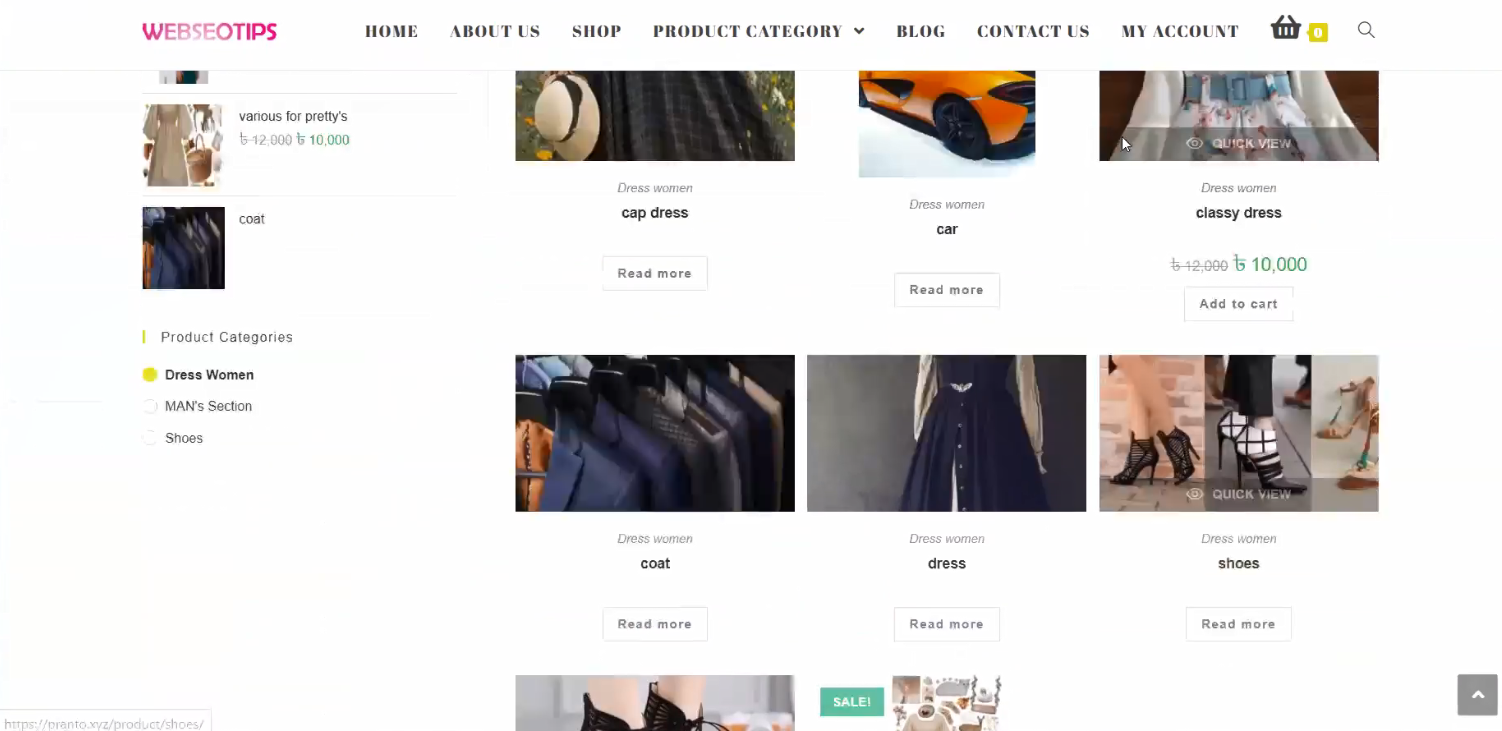 WEBSEOTIPS HOME ABOUT US SHOP PRODUCT CATEGORY BLOG CONTACT US MY ACCOUNT 0
various for pretty's
৳ 12,000 ৳ 10,000
coat
Product Categories
Dress Women
MAN's Section
Shoes
QUICK VIEW
Dress women
cap dress
Read more
Dress women
car
Read more
Dress women
classy dress
৳ 12,000 ৳ 10,000
Add to cart
QUICK VIEW
Dress women
coat
Read more
Dress women
dress
Read more
Dress women
shoes
Read more
SALE!
https://pranto.xyz/product/shoes/